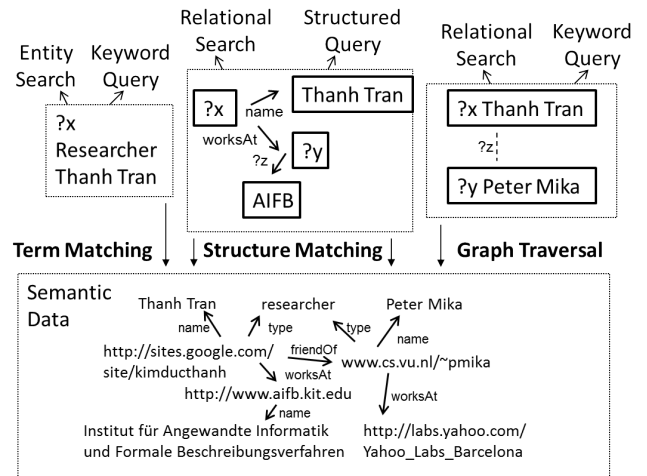 Entity
Search
Keyword
Query
?x
Researcher
Thanh Tran
Relational
Search
Structured
Query
?x
name
Thanh Tran
worksAt
?z
?y
AIFB
Relational
Search
Keyword
Query
?x Thanh Tran
?z
?y Peter Mika
Term Matching
Structure Matching
Graph Traversal
Semantic
Data
Thanh Tran
researcher
Peter Mika
name
type
type
name
http://sites.google.com/
site/kimducthanh
friendOf
www.cs.vu.nl/~pmika
worksAt
http://www.aifb.kit.edu
name
worksAt
Institut für Angewandte Informatik
und Formale Beschreibungsverfahren
http://labs.yahoo.com/
Yahoo_Labs_Barcelona